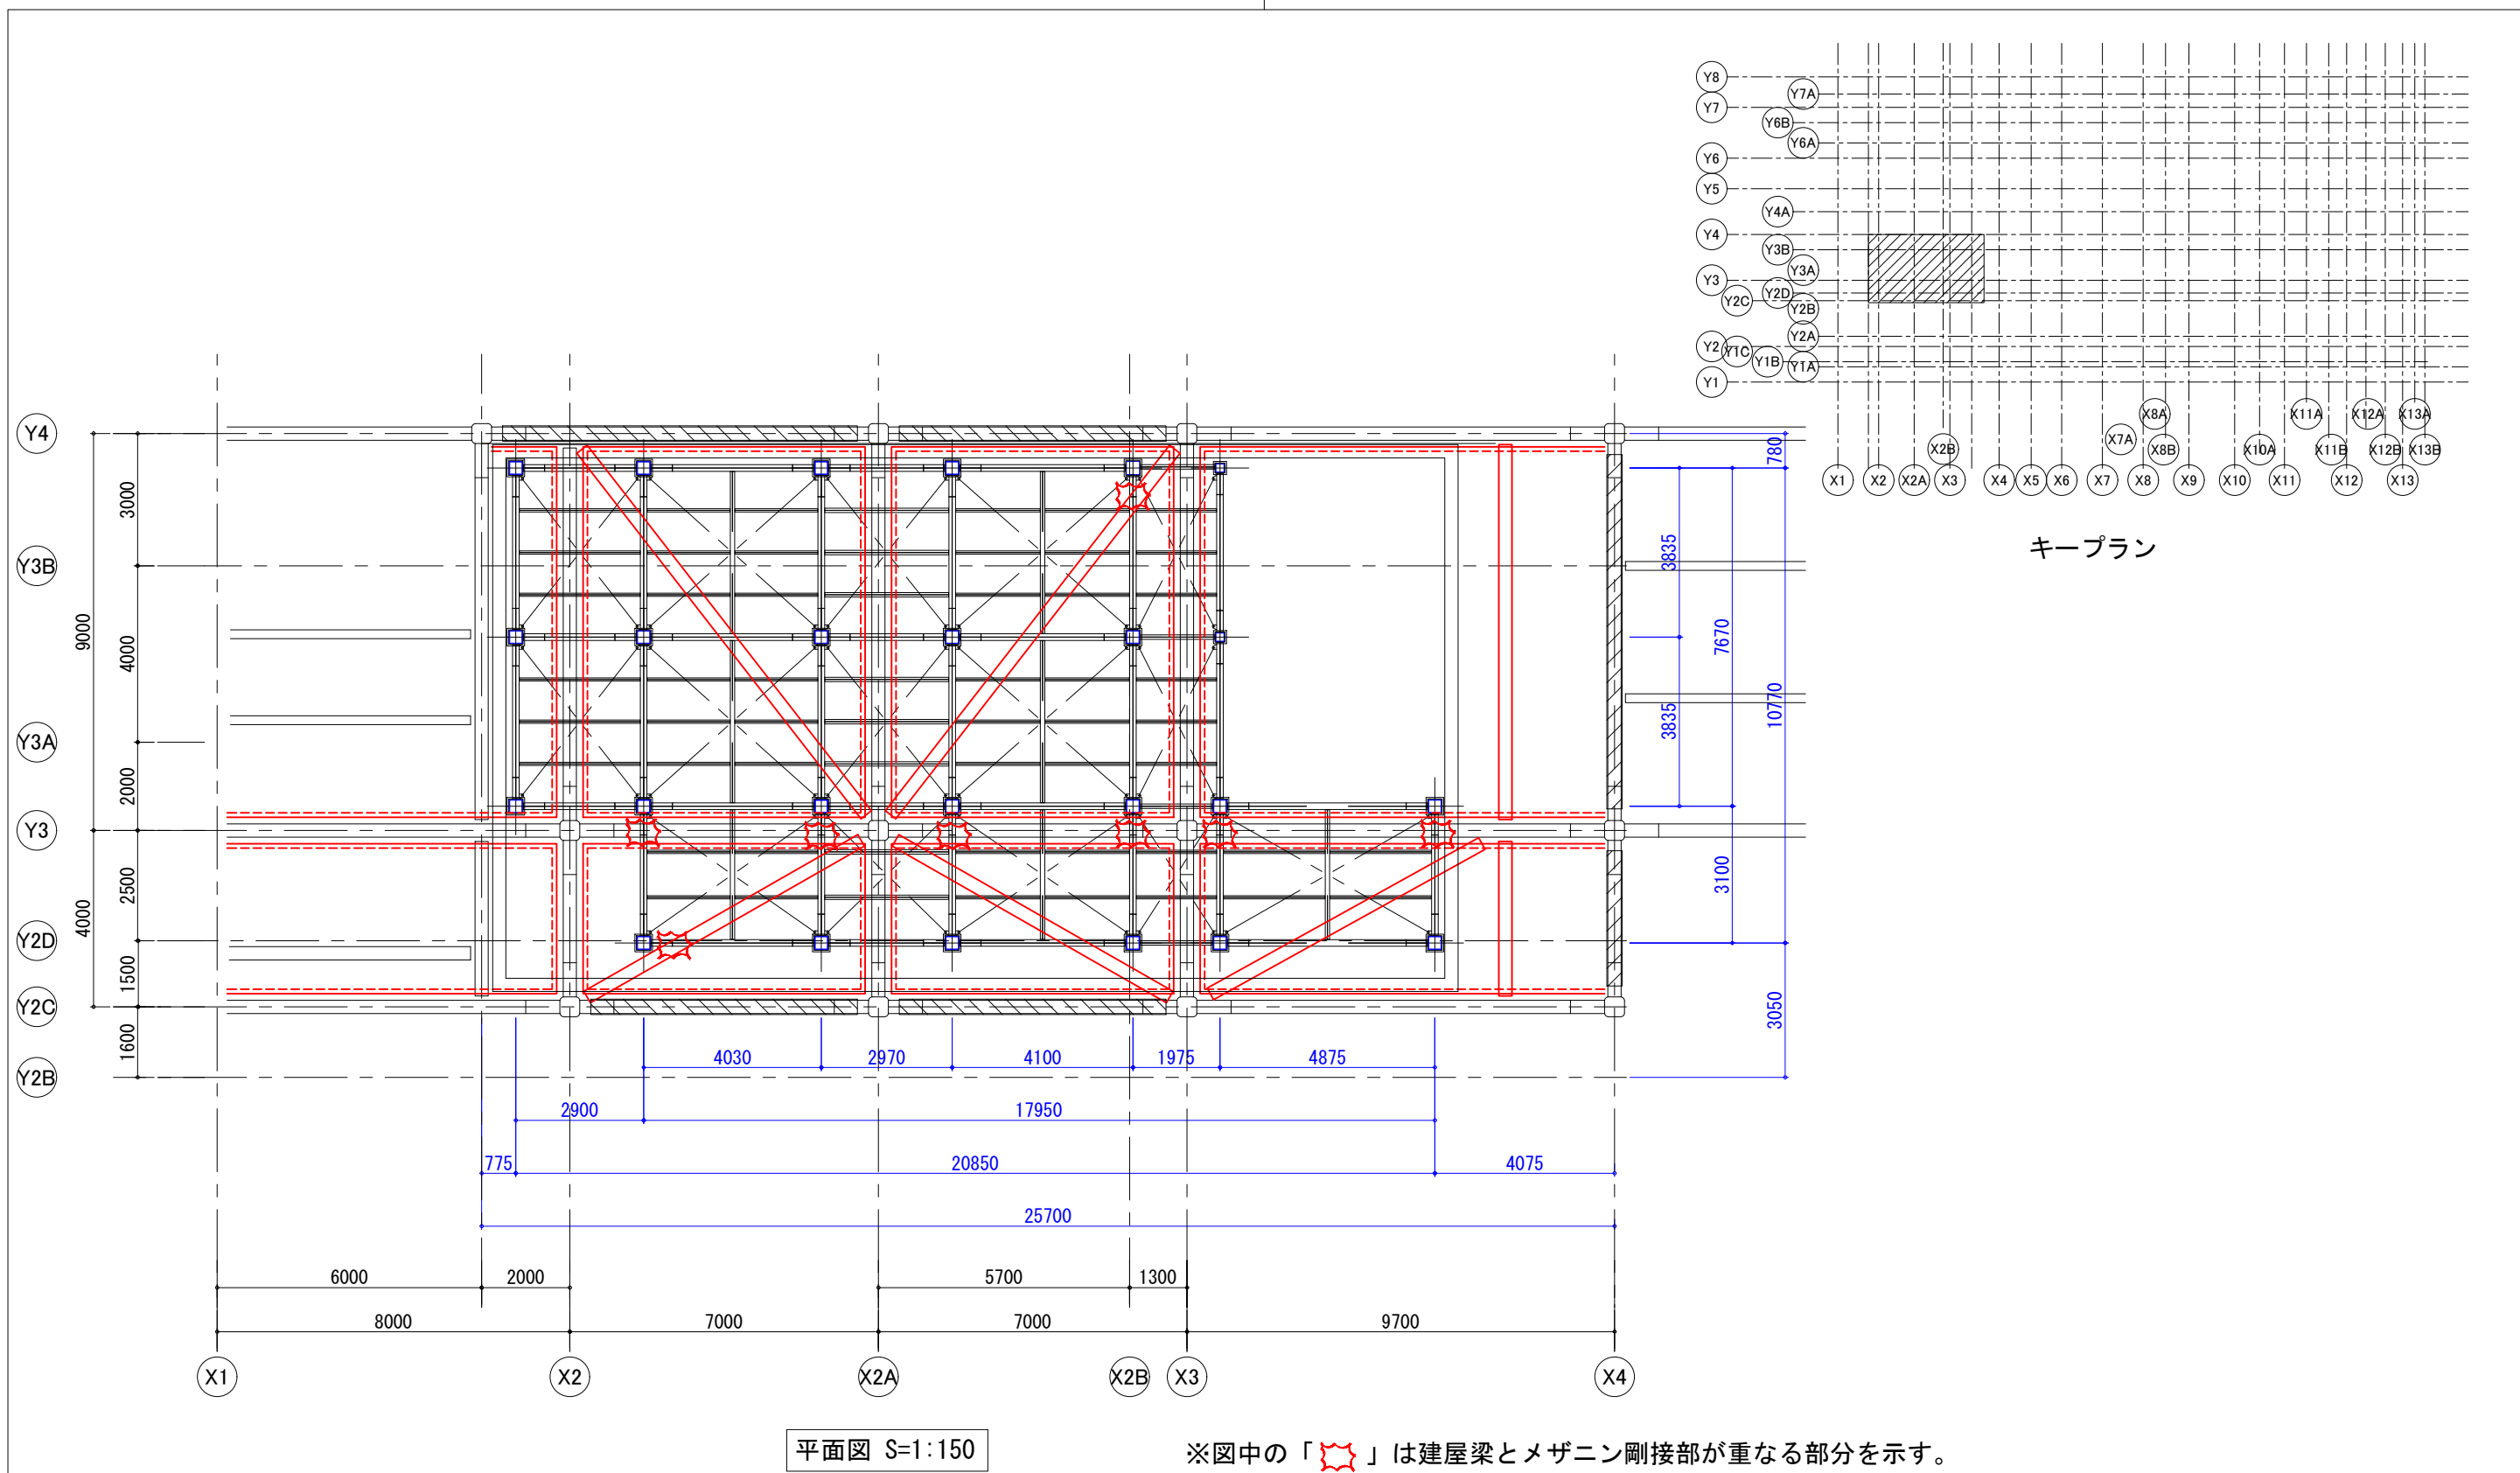 Y8
Y7A
Y7
Y6B
Y6A
Y6
Y5
Y4A
Y4
Y3B
Y3A
Y3
Y2D
Y2C
Y2B
Y2A
Y2
Y1C
Y1B
Y1A
Y1
X8A
X11A
X12A
X13A
X7A
X2B
X8B
X10A
X11B
X12B
X13B
X1
X2
X2A
X3
X4
X5
X6
X7
X8
X9
X10
X11
X12
X13
キープラン
Y4
Y3B
Y3A
Y3
Y2D
Y2C
Y2B
9000
4000
3000
4000
2000
2500
1500
1600
780
3835
3835
7670
3100
10770
3050
4030
2970
4100
1975
4875
2900
17950
775
20850
4075
25700
6000
2000
5700
1300
8000
7000
7000
9700
X1
X2
X2A
X2B
X3
X4
平面図 S=1:150
※図中の「 」は建屋梁とメザニン剛接部が重なる部分を示す。